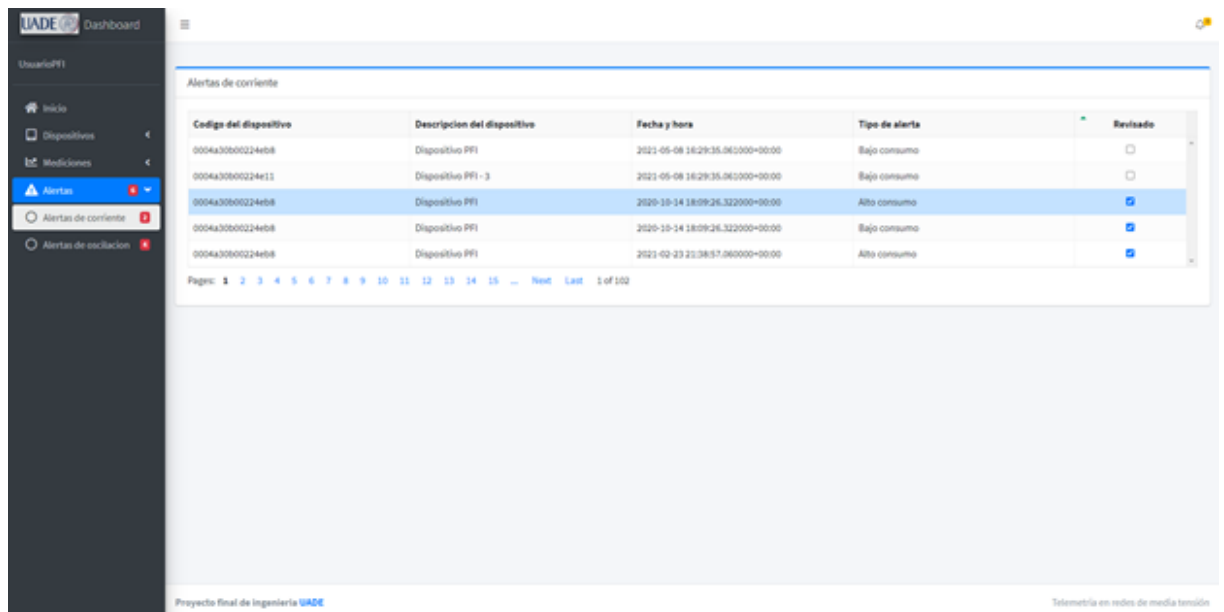 UADE Dashboard
UsuarioPFI
Inicio
Dispositivos
Mediciones
Alertas 6
Alertas de corriente 2
Alertas de oscilacion
Alertas de corriente
Codigo del dispositivo Descripcion del dispositivo Fecha y hora Tipo de alerta Revisado
0004a30b00224eb8 Dispositivo PFI 2021-05-08 16:29:35.061000+00:00 Bajo consumo
0004a30b00224e11 Dispositivo PFI - 3 2021-05-08 16:29:35.061000+00:00 Bajo consumo
0004a30b00224eb8 Dispositivo PFI 2020-10-14 18:09:26.322000+00:00 Alto consumo
0004a30b00224eb8 Dispositivo PFI 2020-10-14 18:09:26.322000+00:00 Bajo consumo
0004a30b00224eb8 Dispositivo PFI 2021-02-23 21:38:57.060000+00:00 Alto consumo
Pages: 1 2 3 4 5 6 7 8 9 10 11 12 13 14 15 ... Next Last 1 of 102
Proyecto final de ingenieria UADE
Telemetría en redes de media tensión